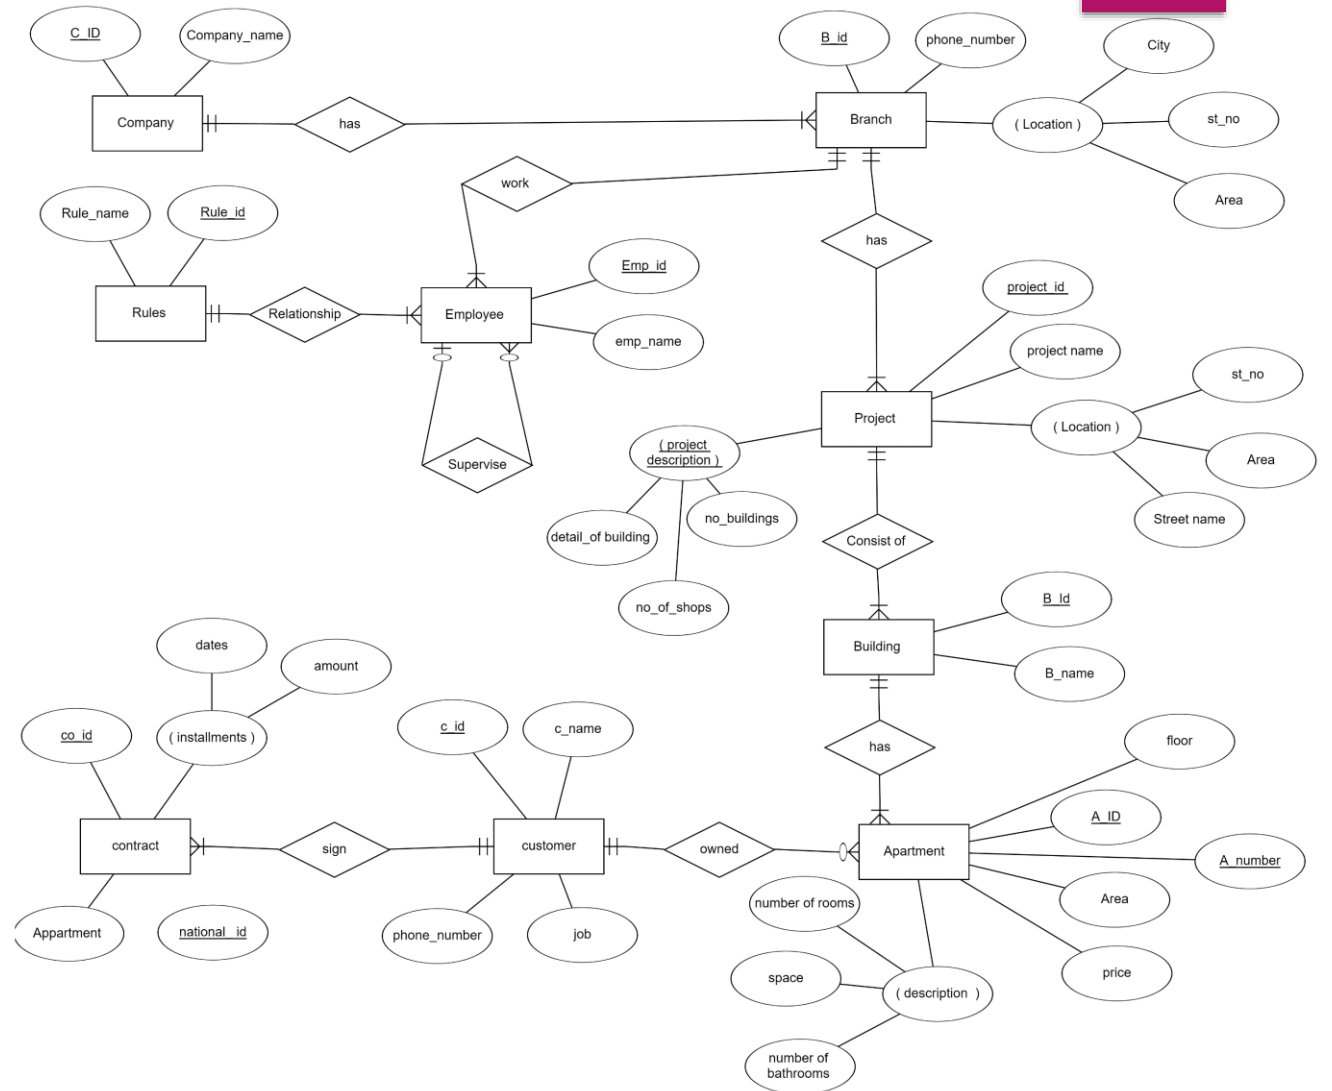 C_ID
Company_name
B_id
phone_number
City
Company
has
Branch
( Location )
st_no
work
Area
Rule_name
Rule_id
has
Emp_id
project_id
Rules
Relationship
Employee
emp_name
project name
st_no
Project
( Location )
( project
description )
Supervise
Area
Street name
detail_of building
no_buildings
Consist of
no_of_shops
B_Id
Building
B_name
dates
amount
co_id
( installments )
c_id
c_name
has
floor
A_ID
contract
sign
customer
owned
Apartment
A_number
number of rooms
Area
Appartment
national_id
phone_number
job
price
space
( description )
number of
bathrooms